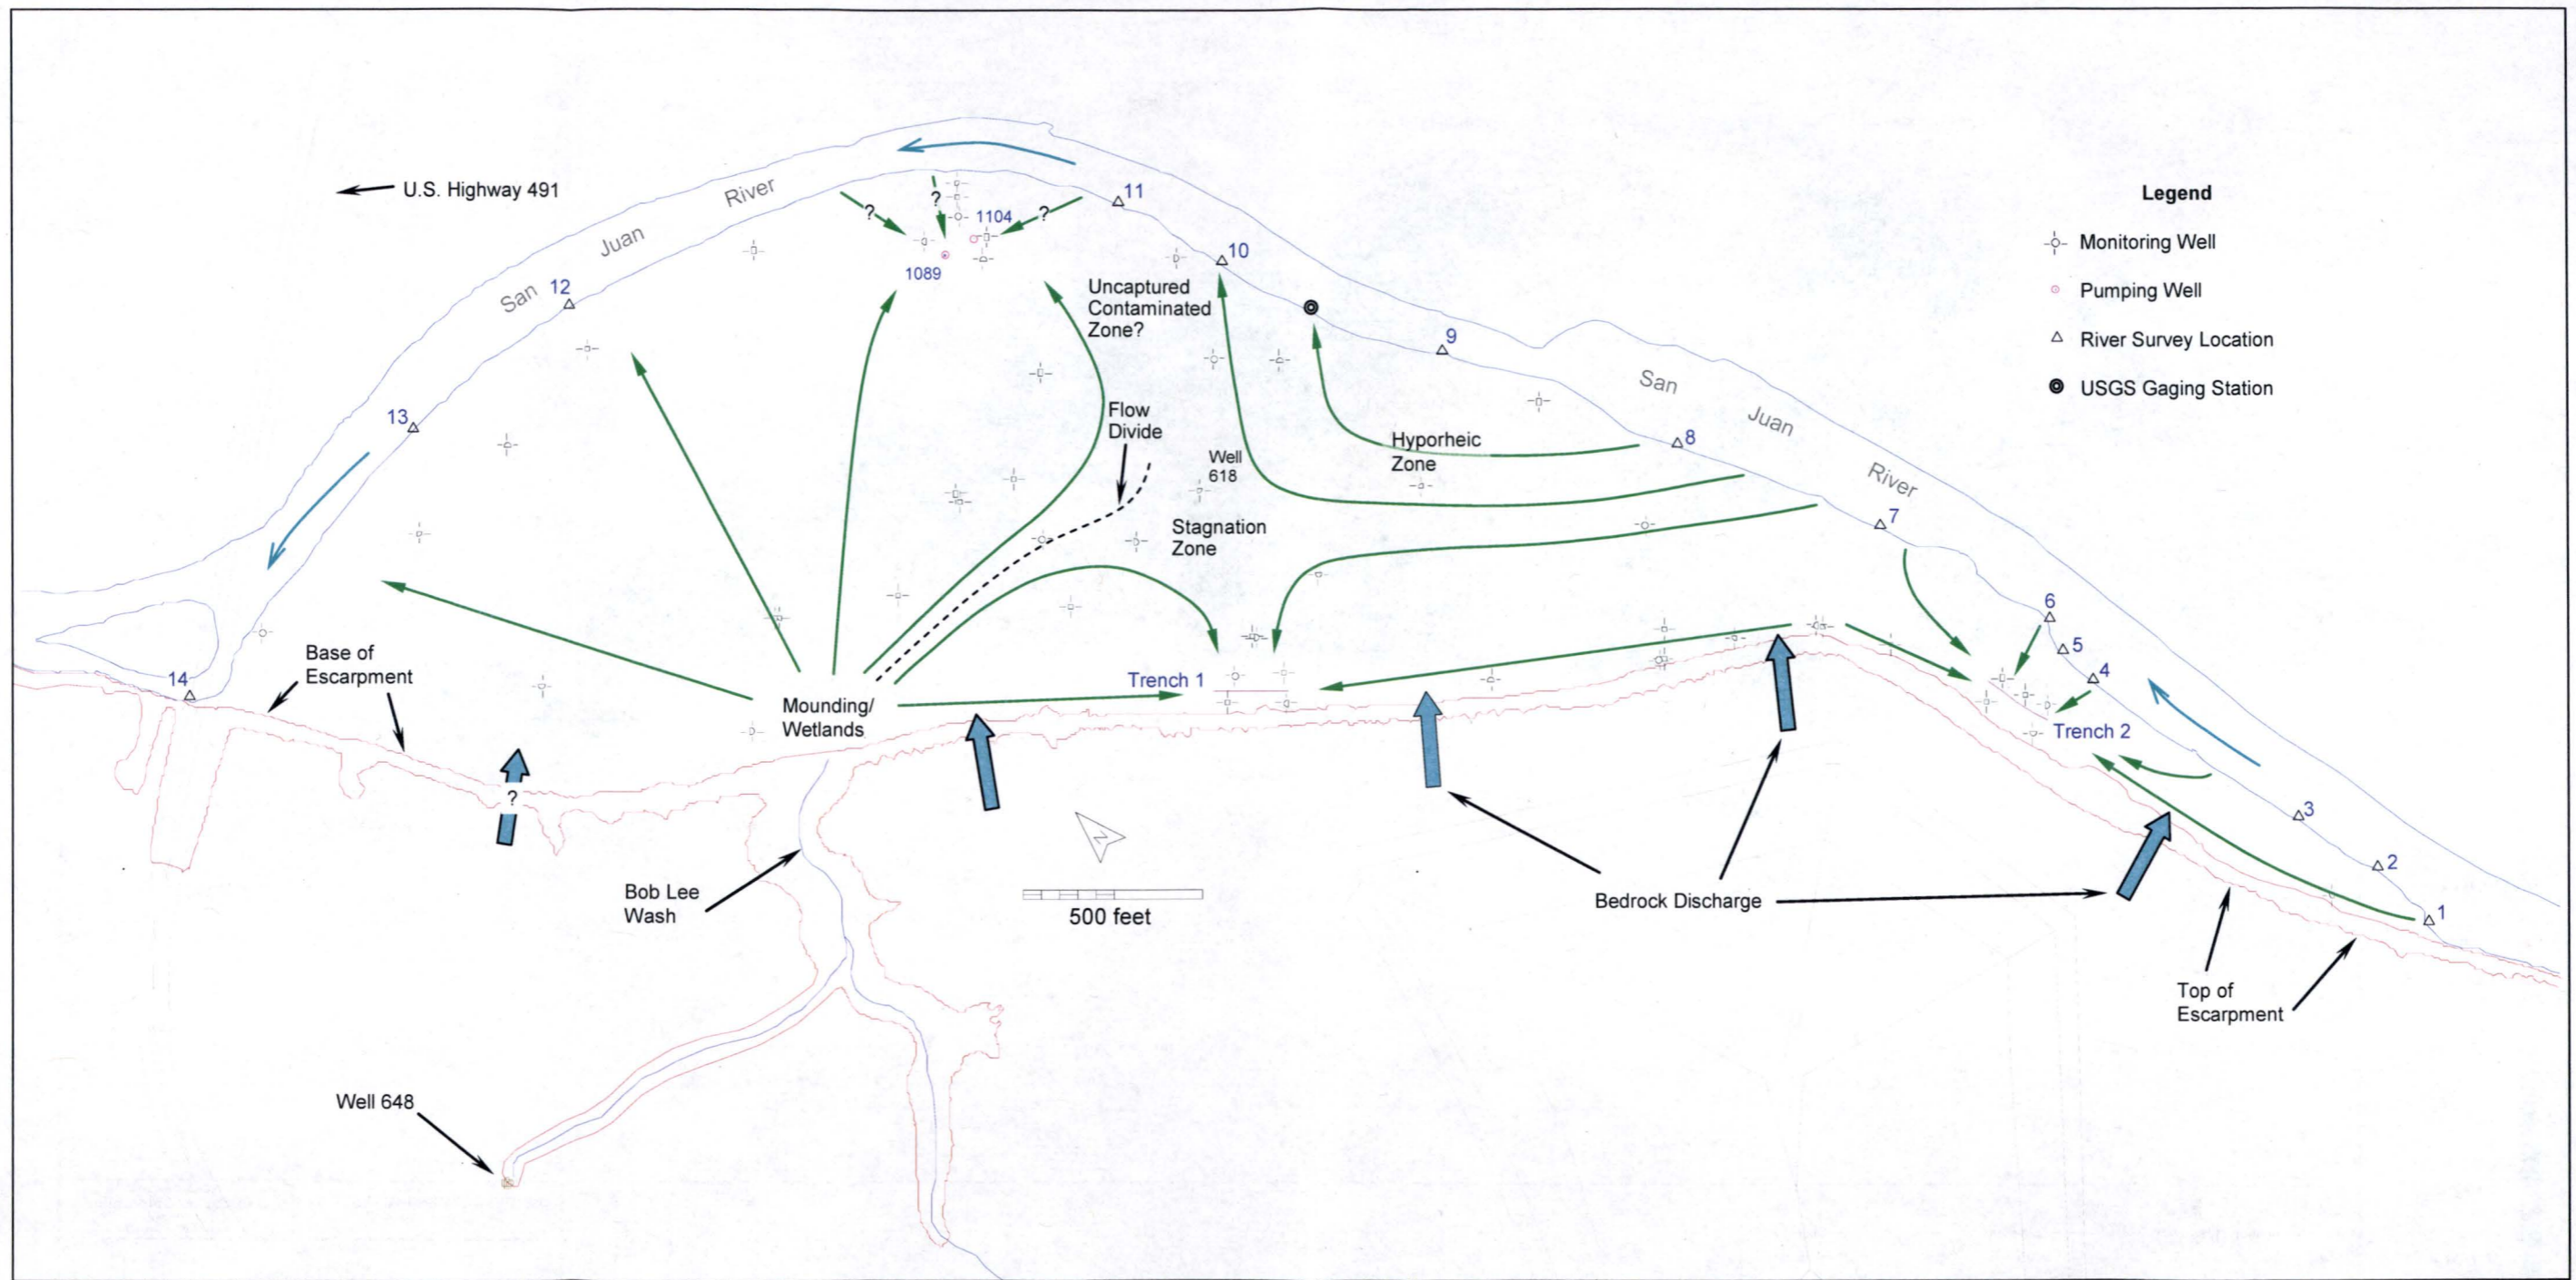 U.S. Highway 491
San Juan River
11
1104
1089
10
12
13
14
Uncaptured
Contaminated
Zone?
?
?
?
9
8
7
6
5
4
3
2
1
Legend
Monitoring Well
Pumping Well
River Survey Location
USGS Gaging Station
San Juan River
Flow
Divide
Well
618
Hyporheic
Zone
Stagnation
Zone
Base of
Escarpment
Mounding/
Wetlands
Trench 1
Trench 2
?
Bob Lee
Wash
N
500 feet
Bedrock Discharge
Top of
Escarpment
Well 648